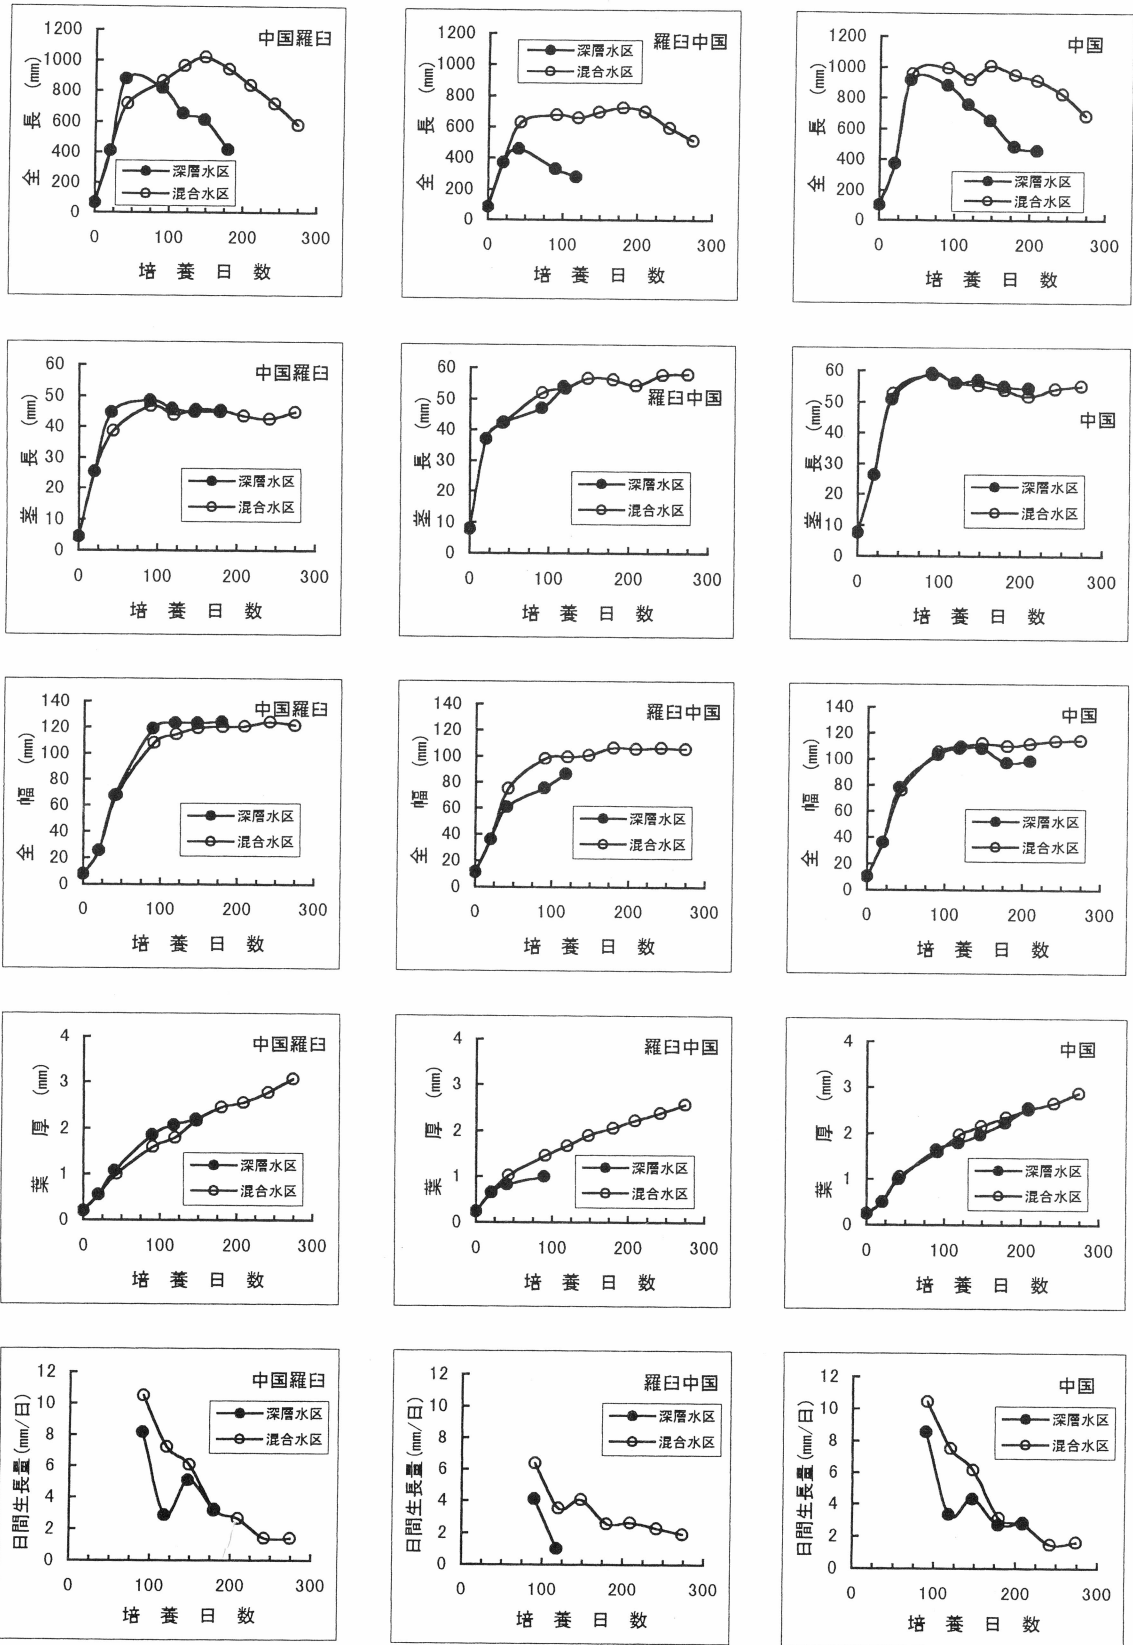 中国羅臼
全 長 (mm)
1200
1000
800
600
400
200
0
深層水区
混合水区
0 100 200 300
培 養 日 数
羅臼中国
全 長 (mm)
1200
1000
800
600
400
200
0
深層水区
混合水区
0 100 200 300
培 養 日 数
中国
全 長 (mm)
1200
1000
800
600
400
200
0
深層水区
混合水区
0 100 200 300
培 養 日 数
中国羅臼
茎 長 (mm)
60
50
40
30
20
10
0
深層水区
混合水区
0 100 200 300
培 養 日 数
羅臼中国
茎 長 (mm)
60
50
40
30
20
10
0
深層水区
混合水区
0 100 200 300
培 養 日 数
中国
茎 長 (mm)
60
50
40
30
20
10
0
深層水区
混合水区
0 100 200 300
培 養 日 数
中国羅臼
全 幅 (mm)
140
120
100
80
60
40
20
0
深層水区
混合水区
0 100 200 300
培 養 日 数
羅臼中国
全 幅 (mm)
140
120
100
80
60
40
20
0
深層水区
混合水区
0 100 200 300
培 養 日 数
中国
全 幅 (mm)
140
120
100
80
60
40
20
0
深層水区
混合水区
0 100 200 300
培 養 日 数
中国羅臼
葉 厚 (mm)
4
3
2
1
0
深層水区
混合水区
0 100 200 300
培 養 日 数
羅臼中国
葉 厚 (mm)
4
3
2
1
0
深層水区
混合水区
0 100 200 300
培 養 日 数
中国
葉 厚 (mm)
4
3
2
1
0
深層水区
混合水区
0 100 200 300
培 養 日 数
中国羅臼
日間生長量(mm/日)
12
10
8
6
4
2
0
深層水区
混合水区
0 100 200 300
培 養 日 数
羅臼中国
日間生長量(mm/日)
12
10
8
6
4
2
0
深層水区
混合水区
0 100 200 300
培 養 日 数
中国
日間生長量(mm/日)
12
10
8
6
4
2
0
深層水区
混合水区
0 100 200 300
培 養 日 数